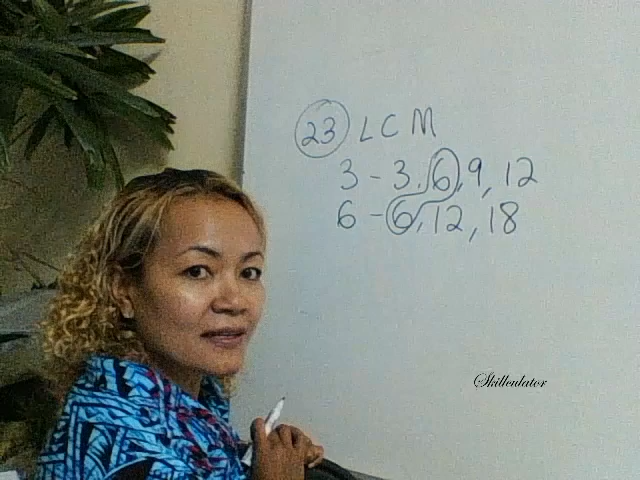 23 LCM
3 - 3, 6, 9, 12
6 - 6, 12, 18
Skillculator